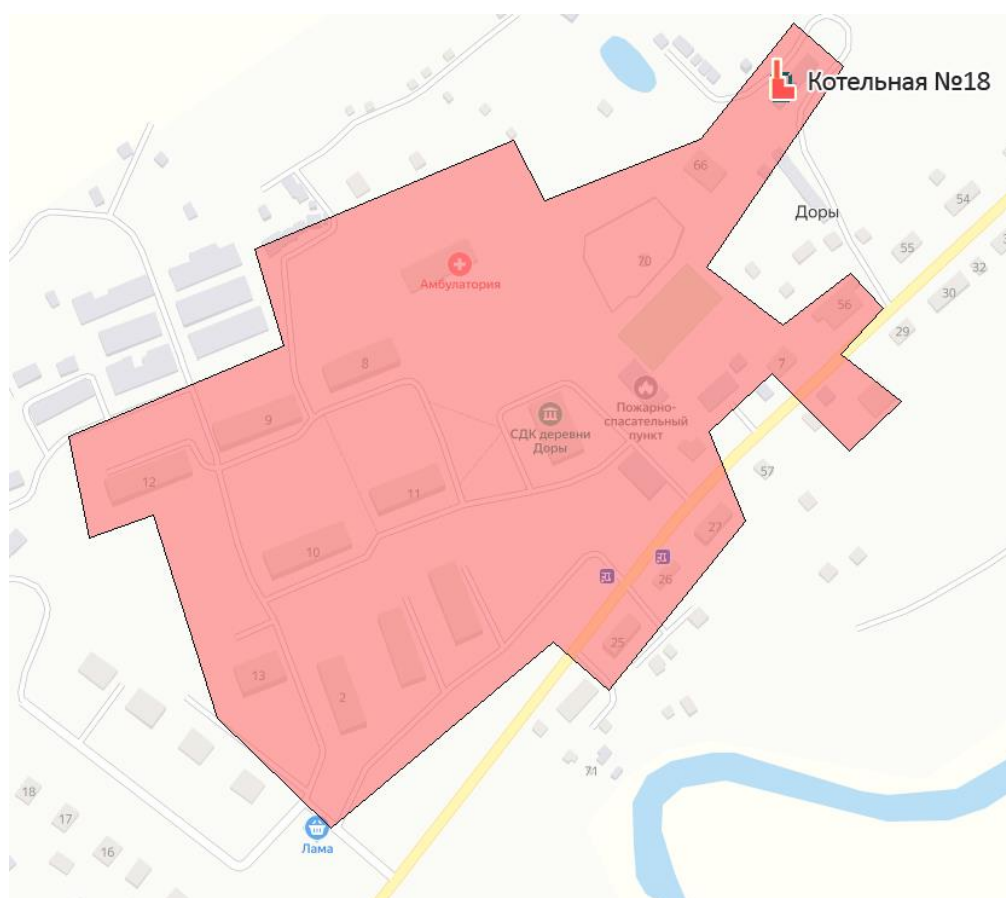 Котельная №18
66
54
Доры
55
70
32
30
Амбулатория
56
29
8
7
Пожарно-
спасательный
пункт
9
СДК деревни
Доры
12
11
57
27
10
26
25
13
2
71
18
17
16
Лама